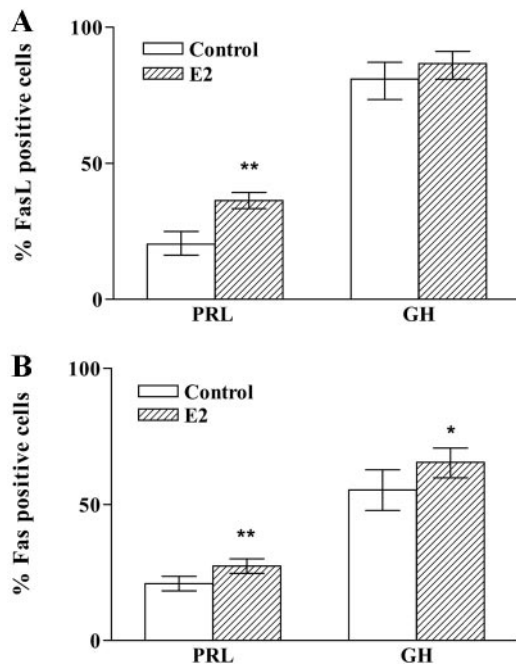 A
100
Control
E2
**
50
% FasL positive cells
0
PRL GH
B
100
Control
E2
*
**
50
% Fas positive cells
0
PRL GH